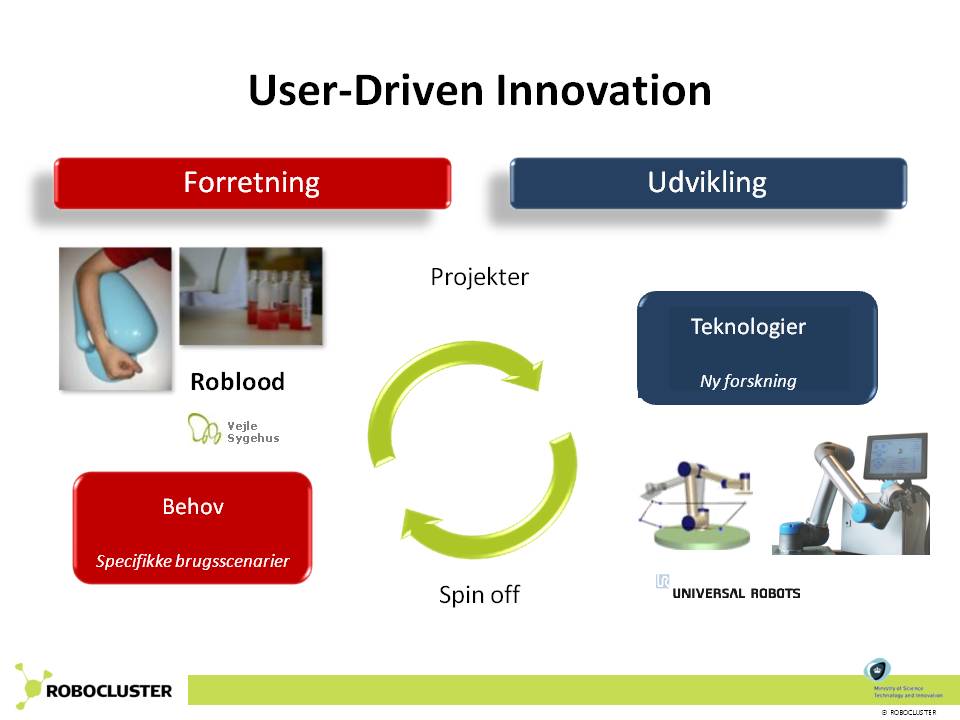 User-Driven Innovation
Forretning
Udvikling
Projekter
Teknologier
Ny forskning
Roblood
Vejle
Sygehus
Behov
Specifikke brugsscenarier
Spin off
UR
UNIVERSAL ROBOTS
ROBOCLUSTER
Ministry of Science
Technology and Innovation
© ROBOCLUSTER